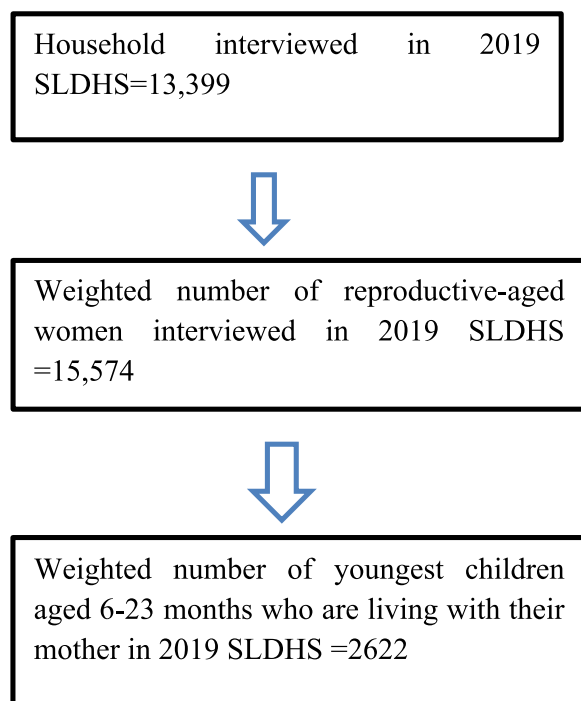 Household interviewed in 2019
SLDHS=13,399
Weighted number of reproductive-aged
women interviewed in 2019 SLDHS
=15,574
Weighted number of youngest children
aged 6-23 months who are living with their
mother in 2019 SLDHS =2622